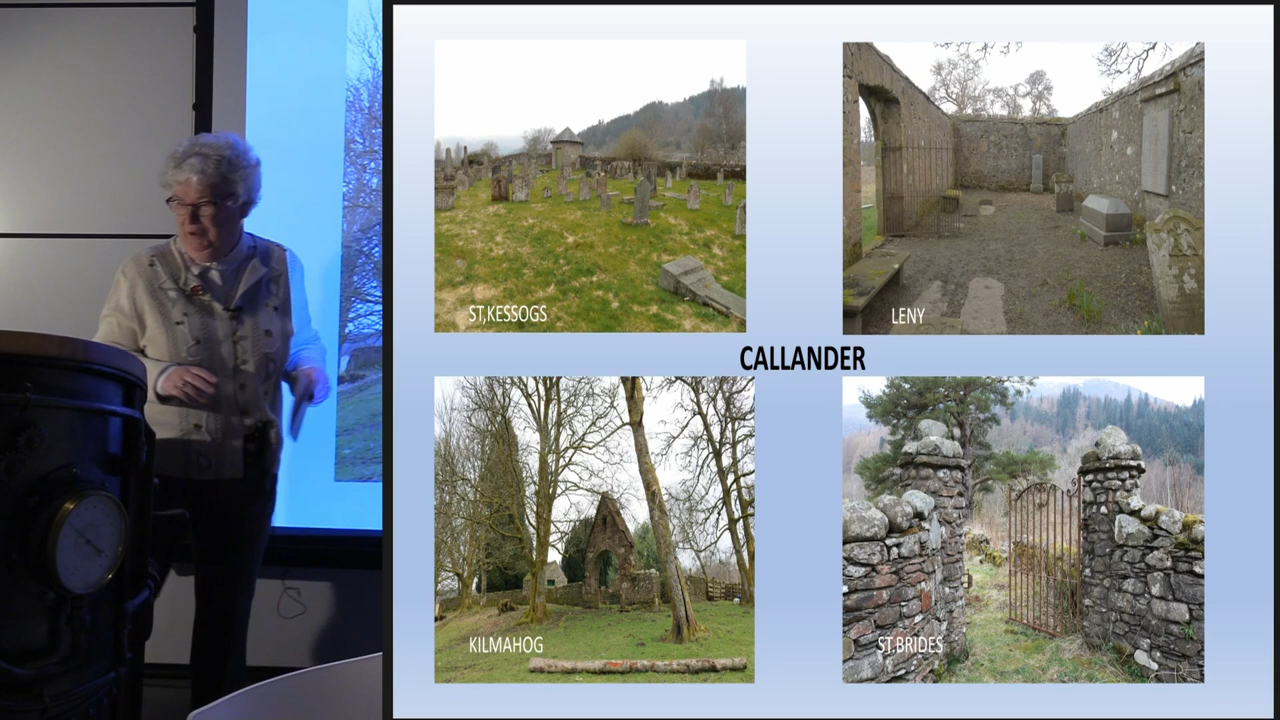 ST,KESSOGS
LENY
CALLANDER
KILMAHOG
ST.BRIDES